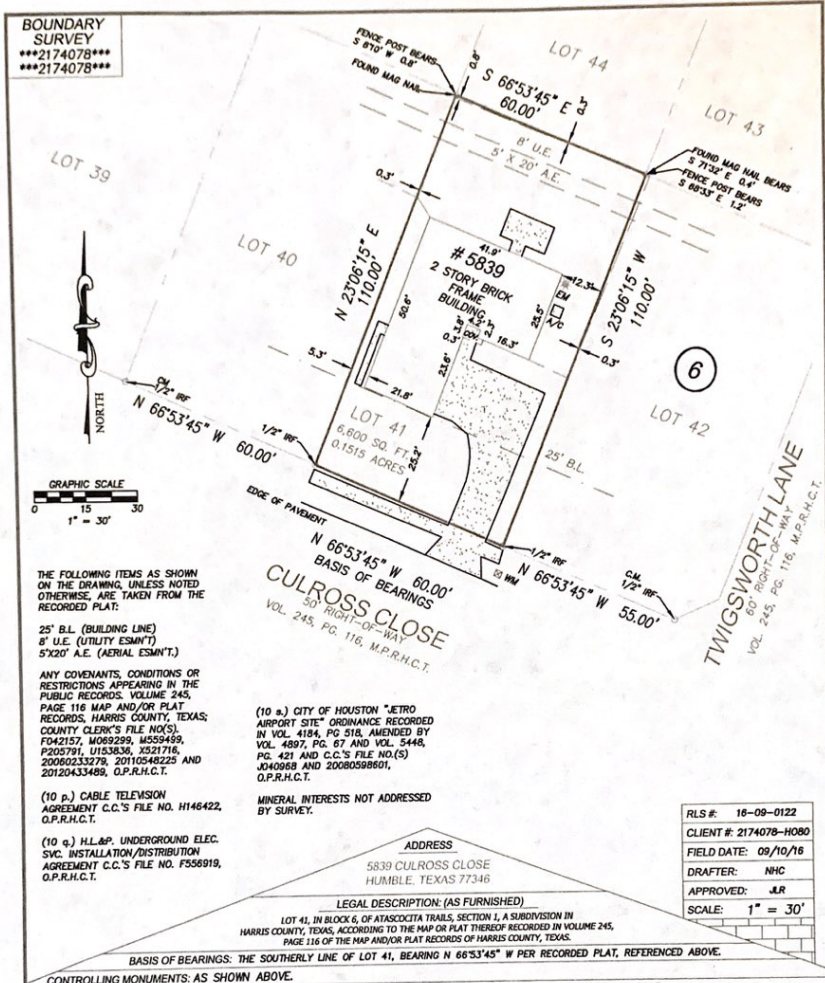 BOUNDARY
SURVEY
***2174078***
***2174078***
FENCE POST BEARS
S 8'10' W 0.8'
FOUND MAG NAIL
0.8'
S 66°53'45" E
60.00'
0.3'
LOT 44
LOT 43
FOUND MAG NAIL BEARS
S 71'32' E 0.4'
FENCE POST BEARS
S 68'33' E 1.2'
8' U.E.
5' X 20' A.E.
LOT 39
LOT 40
0.3'
N 23°06'15" E
110.00'
S 23°06'15" W
110.00'
41.9'
# 5839
2 STORY BRICK
FRAME
BUILDING
12.3'
EM
A/C
25.5'
50.6'
4.2'
3.8'
COV
0.3'
16.3'
23.6'
0.3'
5.3'
21.8'
6
LOT 42
LOT 41
6,600 SQ. FT.
0.1515 ACRES
25.2'
25' B.L.
NORTH
C.M.
1/2" IRF
N 66°53'45" W 60.00'
1/2" IRF
EDGE OF PAVEMENT
N 66°53'45" W 60.00'
BASIS OF BEARINGS
1/2" IRF
WM
N 66°53'45" W 55.00'
C.M.
1/2" IRF
CULROSS CLOSE
50' RIGHT-OF-WAY
VOL. 245, PG. 116, M.P.R.H.C.T.
TWIGSWORTH LANE
60' RIGHT-OF-WAY
VOL. 245, PG. 116, M.P.R.H.C.T.
GRAPHIC SCALE
0 15 30
1" = 30'
THE FOLLOWING ITEMS AS SHOWN
ON THE DRAWING, UNLESS NOTED
OTHERWISE, ARE TAKEN FROM THE
RECORDED PLAT:
25' B.L. (BUILDING LINE)
8' U.E. (UTILITY ESMN'T)
5'X20' A.E. (AERIAL ESMN'T.)
ANY COVENANTS, CONDITIONS OR
RESTRICTIONS APPEARING IN THE
PUBLIC RECORDS. VOLUME 245,
PAGE 116 MAP AND/OR PLAT
RECORDS, HARRIS COUNTY, TEXAS;
COUNTY CLERK'S FILE NO(S).
F042157, M069299, M559499,
P205791, U153836, X521716,
20060233279, 20110548225 AND
20120433489, O.P.R.H.C.T.
(10 p.) CABLE TELEVISION
AGREEMENT C.C.'S FILE NO. H146422,
O.P.R.H.C.T.
(10 q.) H.L.&P. UNDERGROUND ELEC.
SVC. INSTALLATION/DISTRIBUTION
AGREEMENT C.C.'S FILE NO. F556919,
O.P.R.H.C.T.
(10 s.) CITY OF HOUSTON "JETRO
AIRPORT SITE" ORDINANCE RECORDED
IN VOL. 4184, PG 518, AMENDED BY
VOL. 4897, PG. 67 AND VOL. 5448,
PG. 421 AND C.C.'S FILE NO.(S)
J040968 AND 20080598601,
O.P.R.H.C.T.
MINERAL INTERESTS NOT ADDRESSED
BY SURVEY.
RLS #: 16-09-0122
CLIENT #: 2174078-HO80
FIELD DATE: 09/10/16
DRAFTER: NHC
APPROVED: JLR
SCALE: 1" = 30'
ADDRESS
5839 CULROSS CLOSE
HUMBLE, TEXAS 77346
LEGAL DESCRIPTION: (AS FURNISHED)
LOT 41, IN BLOCK 6, OF ATASCOCITA TRAILS, SECTION 1, A SUBDIVISION IN
HARRIS COUNTY, TEXAS, ACCORDING TO THE MAP OR PLAT THEREOF RECORDED IN VOLUME 245,
PAGE 116 OF THE MAP AND/OR PLAT RECORDS OF HARRIS COUNTY, TEXAS.
BASIS OF BEARINGS: THE SOUTHERLY LINE OF LOT 41, BEARING N 66°53'45" W PER RECORDED PLAT, REFERENCED ABOVE.
CONTROLLING MONUMENTS: AS SHOWN ABOVE.